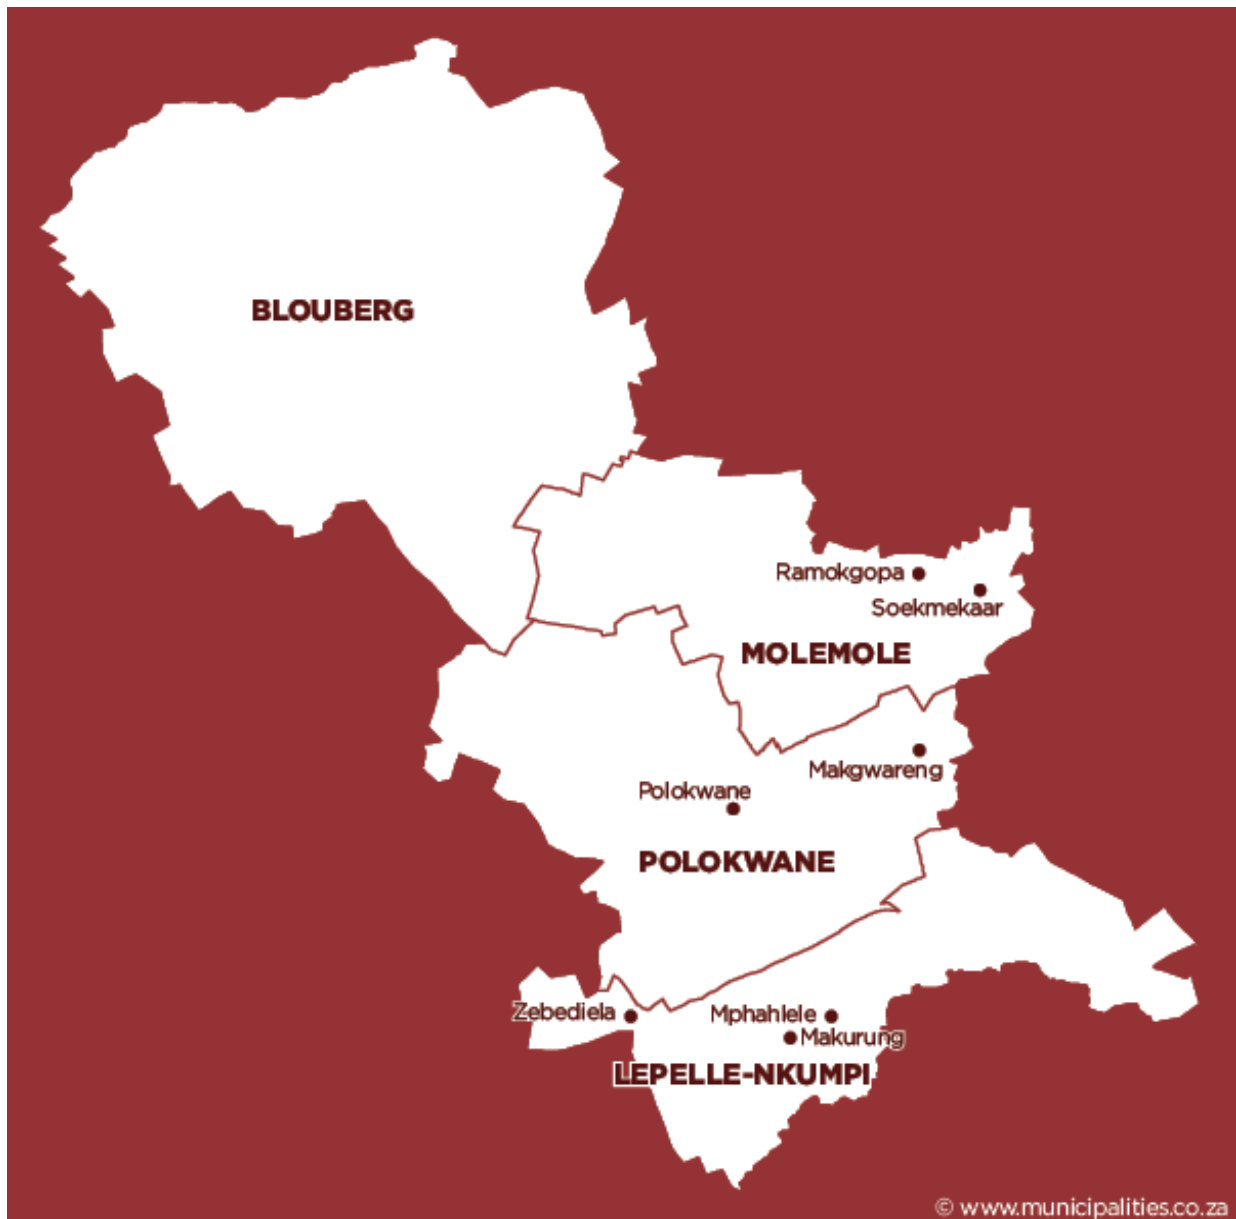 BLOUBERG
Ramokgopa
Soekmekaar
MOLEMOLE
Makgwareng
Polokwane
POLOKWANE
Zebediela
Mphahlele
Makurung
LEPELLE-NKUMPI
© www.municipalities.co.za